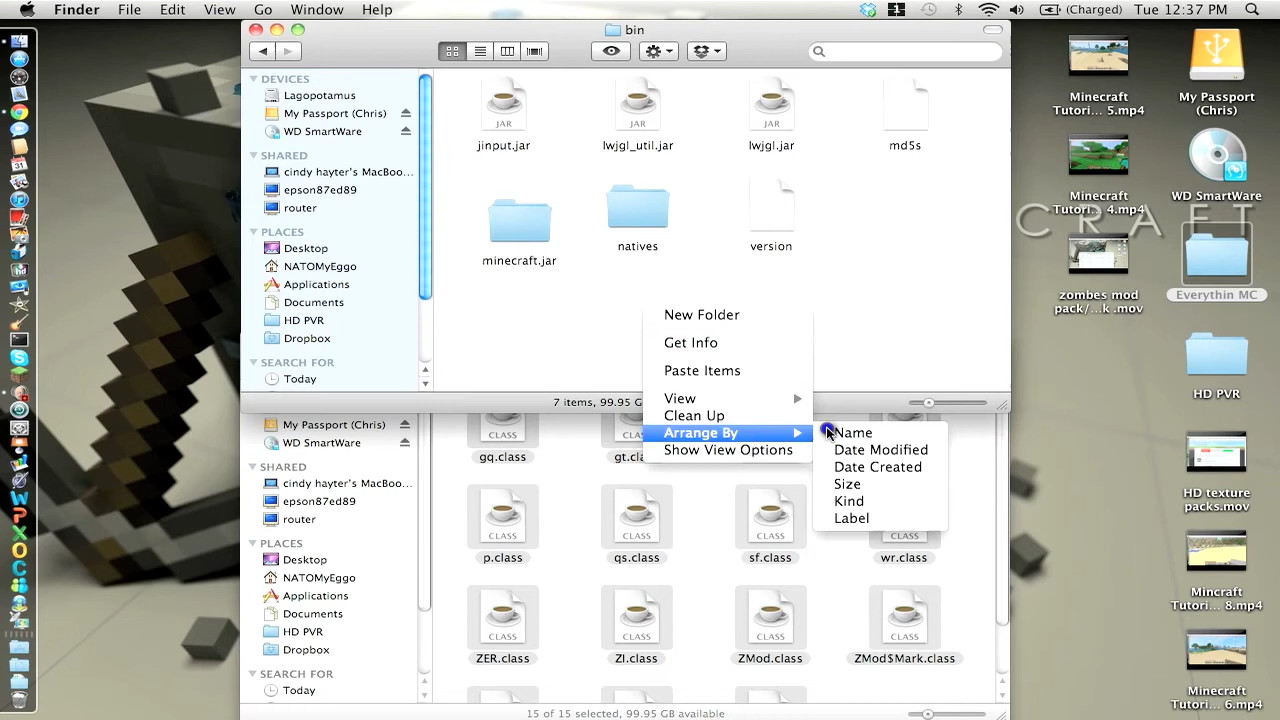 Finder File Edit View Go Window Help
(Charged) Tue 12:37 PM
bin
DEVICES
Lagopotamus
My Passport (Chris)
WD SmartWare
SHARED
cindy hayter's MacBoo...
epson87ed89
router
PLACES
Desktop
NATOMyEggo
Applications
Documents
HD PVR
Dropbox
SEARCH FOR
Today
JAR
jinput.jar
JAR
lwjgl_util.jar
JAR
lwjgl.jar
md5s
minecraft.jar
natives
version
7 items, 99.95 G
New Folder
Get Info
Paste Items
View
Clean Up
Arrange By
Show View Options
Name
Date Modified
Date Created
Size
Kind
Label
My Passport (Chris)
WD SmartWare
SHARED
cindy hayter's MacBoo...
epson87ed89
router
PLACES
Desktop
NATOMyEggo
Applications
Documents
HD PVR
Dropbox
SEARCH FOR
Today
CLASS
gq.class
CLASS
gt.cl
CLASS
CLASS
CLASS
p.class
CLASS
qs.class
CLASS
sf.class
CLASS
wr.class
CLASS
ZER.class
CLASS
ZI.class
CLASS
ZMod.class
CLASS
ZMod$Mark.class
15 of 15 selected, 99.95 GB available
CRAFT
Minecraft
Tutori... 5.mp4
Minecraft
Tutori... 4.mp4
zombes mod
pack/...k .mov
My Passport
(Chris)
WD SmartWare
Everythin MC
HD PVR
HD texture
packs.mov
Mincraft
Tutori... 8.mp4
Minecraft
Tutori... 6.mp4